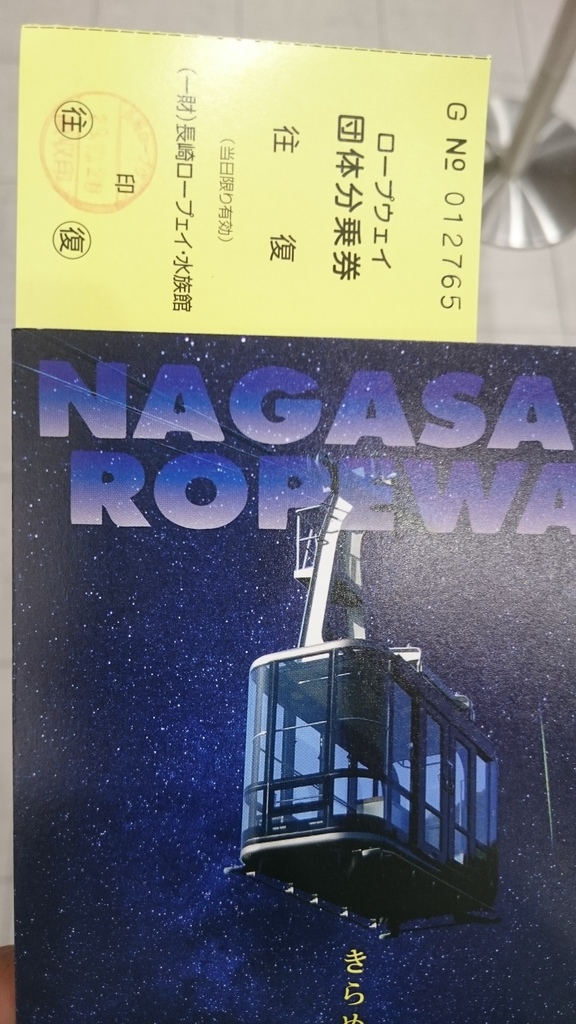 G № 012765
ロープウェイ
団体分乗券
往復
(当日限り有効)
(一財)長崎ロープウェイ・水族館
印
往 復
NAGASA
ROPEWA
きらめ